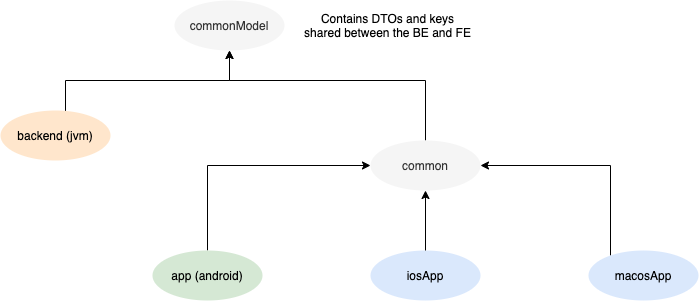 commonModel
Contains DTOs and keys
shared between the BE and FE
backend (jvm)
common
app (android)
iosApp
macosApp